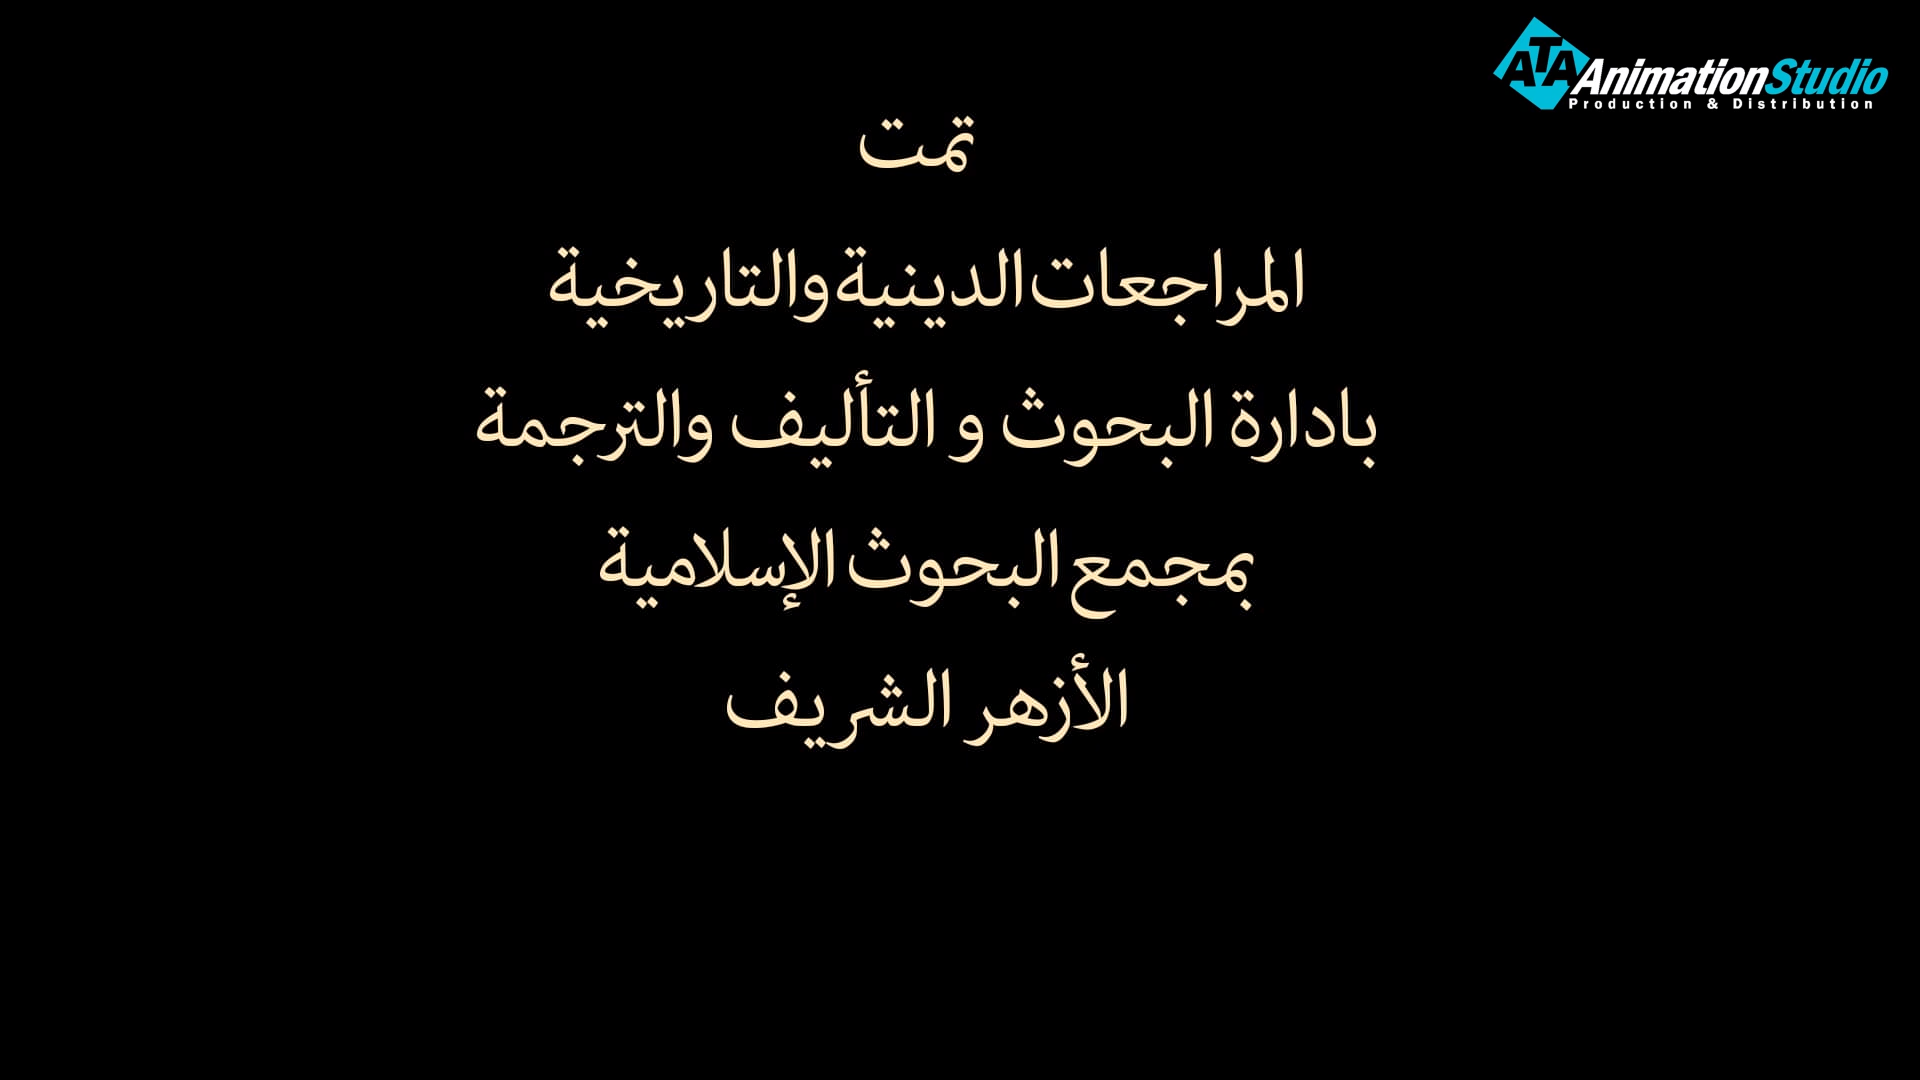 ATA AnimationStudio
Production & Distribution
تمت
المراجعات الدينية والتاريخية
بادارة البحوث و التأليف والترجمة
بمجمع البحوث الإسلامية
الأزهر الشريف